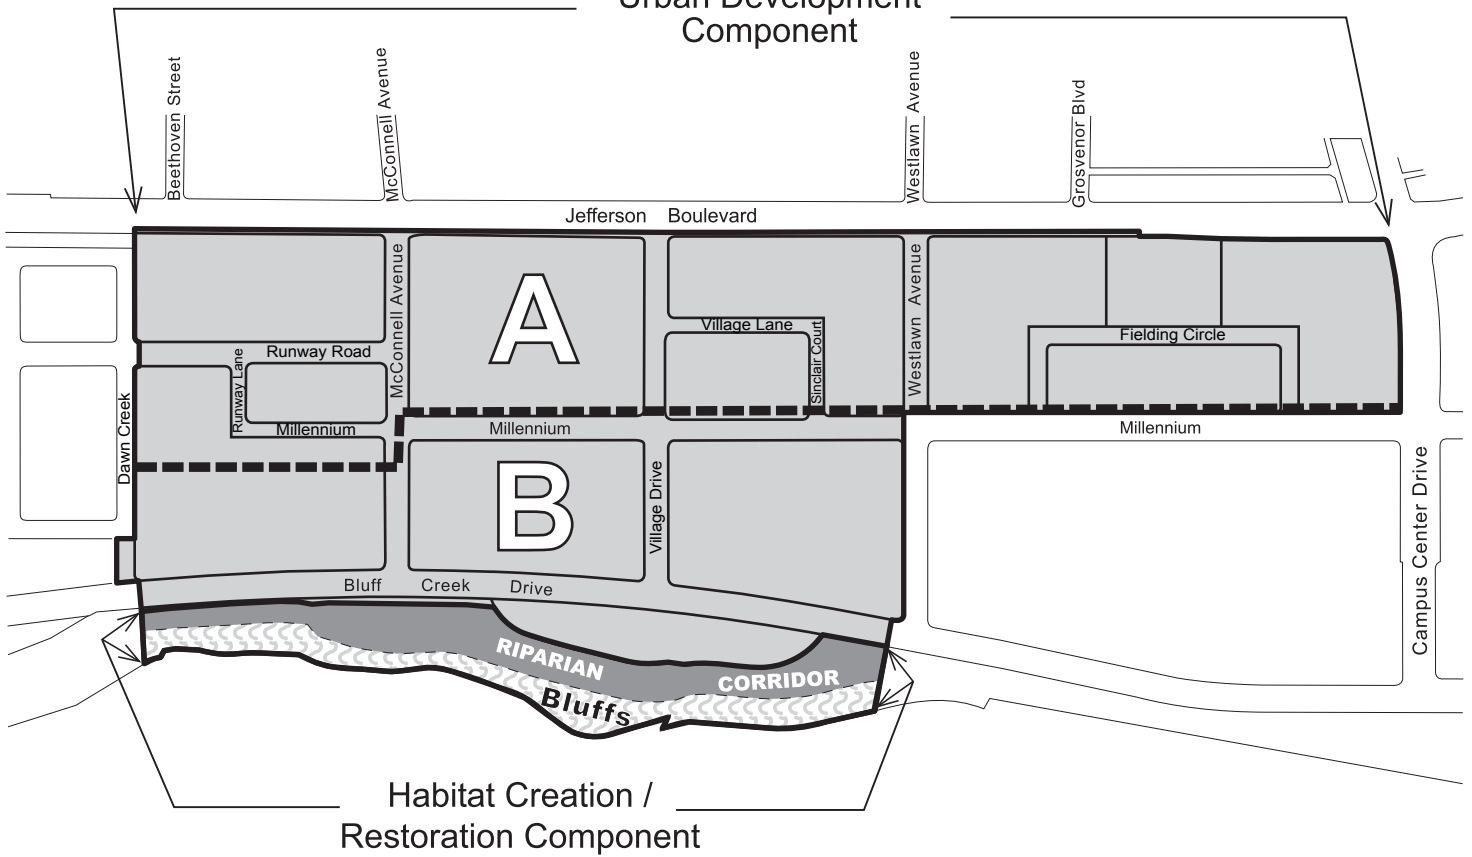 Urban Development
Component
Beethoven Street
McConnell Avenue
Westlawn Avenue
Grosvenor Blvd
Jefferson Boulevard
McConnell Avenue
A
Village Lane
Sinclair Court
Westlawn Avenue
Fielding Circle
Runway Road
Runway Lane
Dawn Creek
Millennium
Millennium
Millennium
B
Village Drive
Campus Center Drive
Bluff Creek Drive
RIPARIAN CORRIDOR
Bluffs
Habitat Creation /
Restoration Component